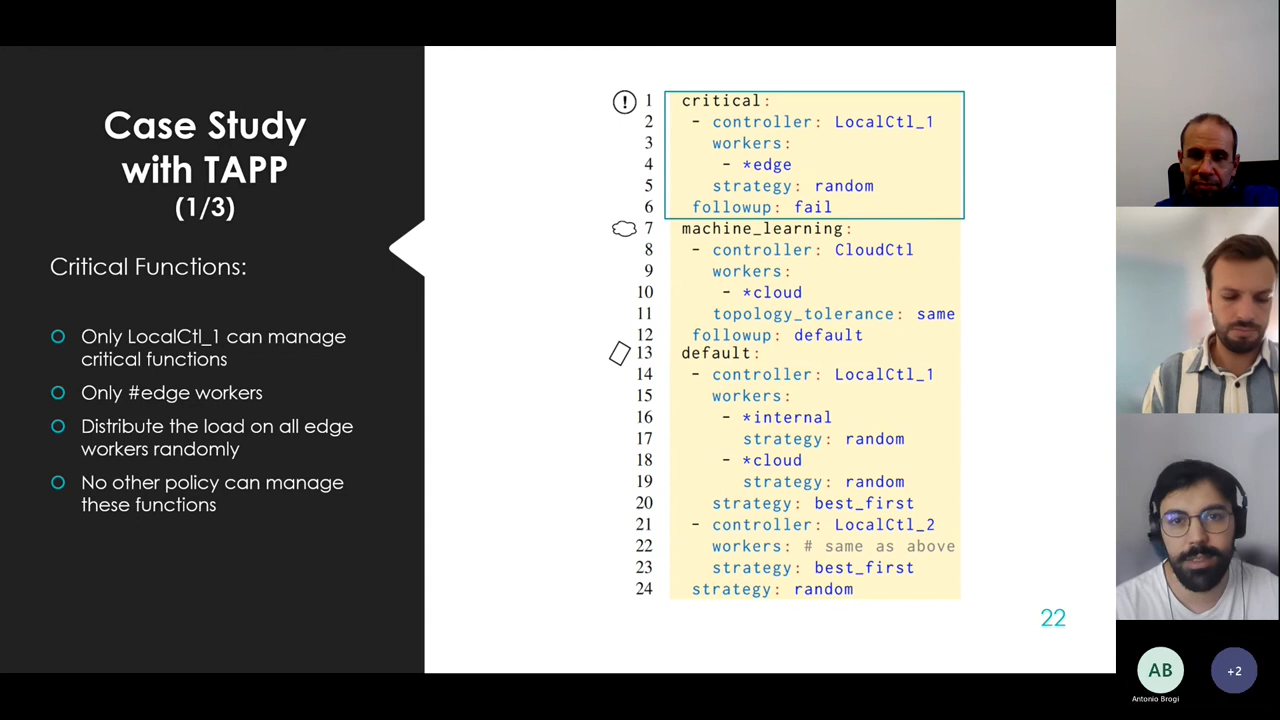 Case Study
with TAPP
(1/3)
Critical Functions:
Only LocalCtl_1 can manage
critical functions
Only #edge workers
Distribute the load on all edge
workers randomly
No other policy can manage
these functions
! 1 critical:
2 - controller: LocalCtl_1
3 workers:
4 - *edge
5 strategy: random
6 followup: fail
7 machine_learning:
8 - controller: CloudCtl
9 workers:
10 - *cloud
11 topology_tolerance: same
12 followup: default
13 default:
14 - controller: LocalCtl_1
15 workers:
16 - *internal
17 strategy: random
18 - *cloud
19 strategy: random
20 strategy: best_first
21 - controller: LocalCtl_2
22 workers: # same as above
23 strategy: best_first
24 strategy: random
22
AB
Antonio Brogi
+2